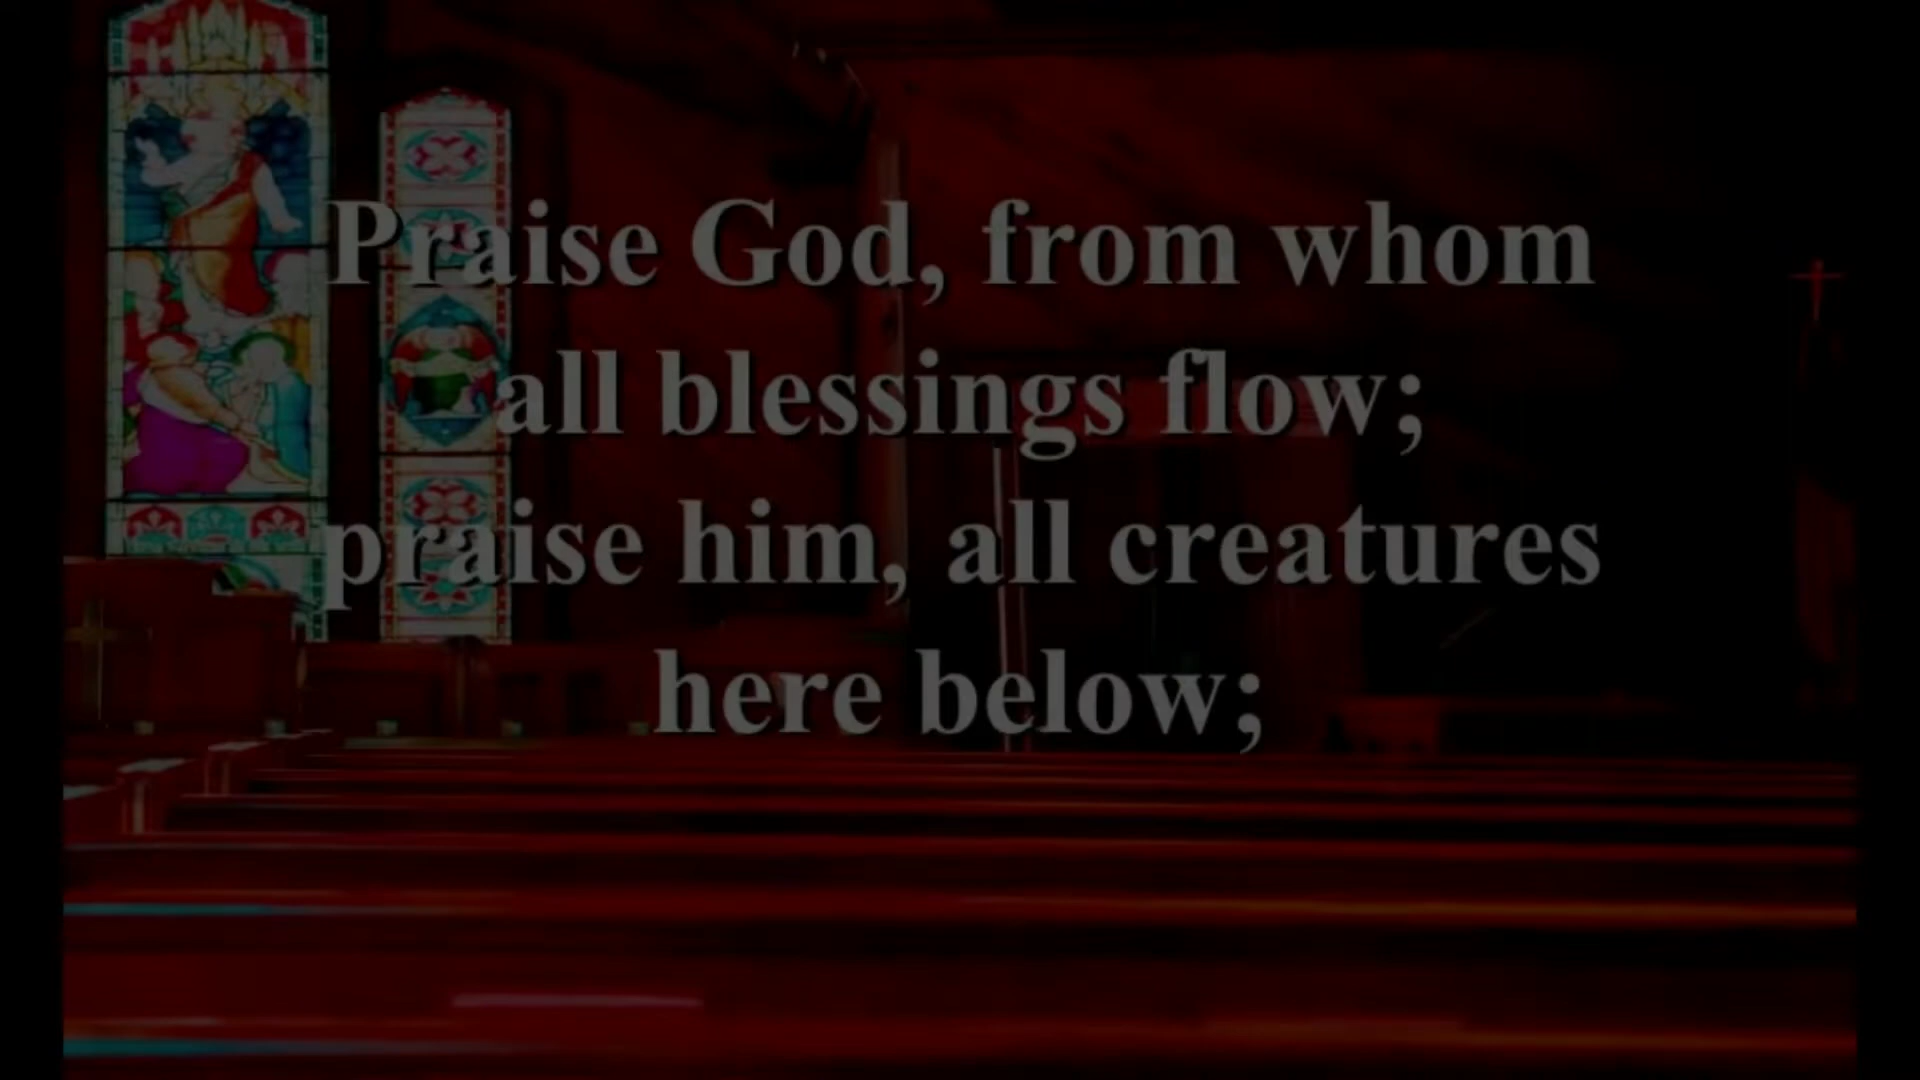 Praise God, from whom
all blessings flow;
praise him, all creatures
here below;